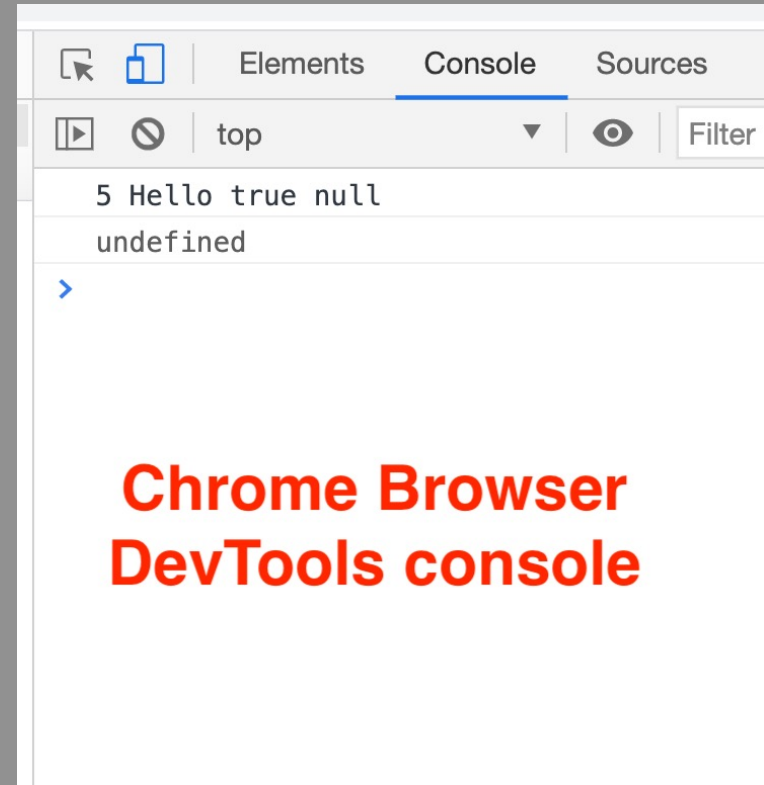 Elements Console Sources
top Filter
5 Hello true null
undefined
Chrome Browser
DevTools console